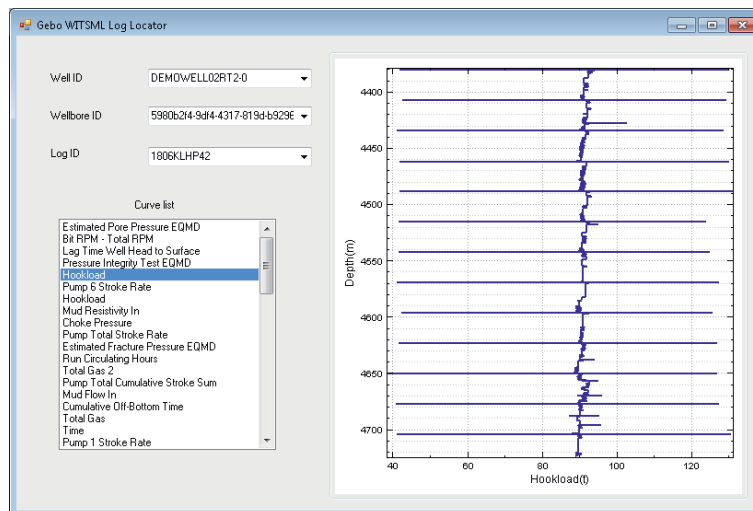 Gebo WITSML Log Locator
Well ID
DEMOWELL02RT2-0
Wellbore ID
5980b2f4-9df4-4317-819d-b9296
Log ID
1806KLHP42
Curve list
Estimated Pore Pressure EQMD
Bit RPM - Total RPM
Lag Time Well Head to Surface
Pressure Integrity Test EQMD
Hookload
Pump 6 Stroke Rate
Hookload
Mud Resistivity In
Choke Pressure
Pump Total Stroke Rate
Estimated Fracture Pressure EQMD
Run Circulating Hours
Total Gas 2
Pump Total Cumulative Stroke Sum
Mud Flow In
Cumulative Off-Bottom Time
Total Gas
Time
Pump 1 Stroke Rate
Depth(m)
4400
4450
4500
4550
4600
4650
4700
40 60 80 100 120
Hookload(t)